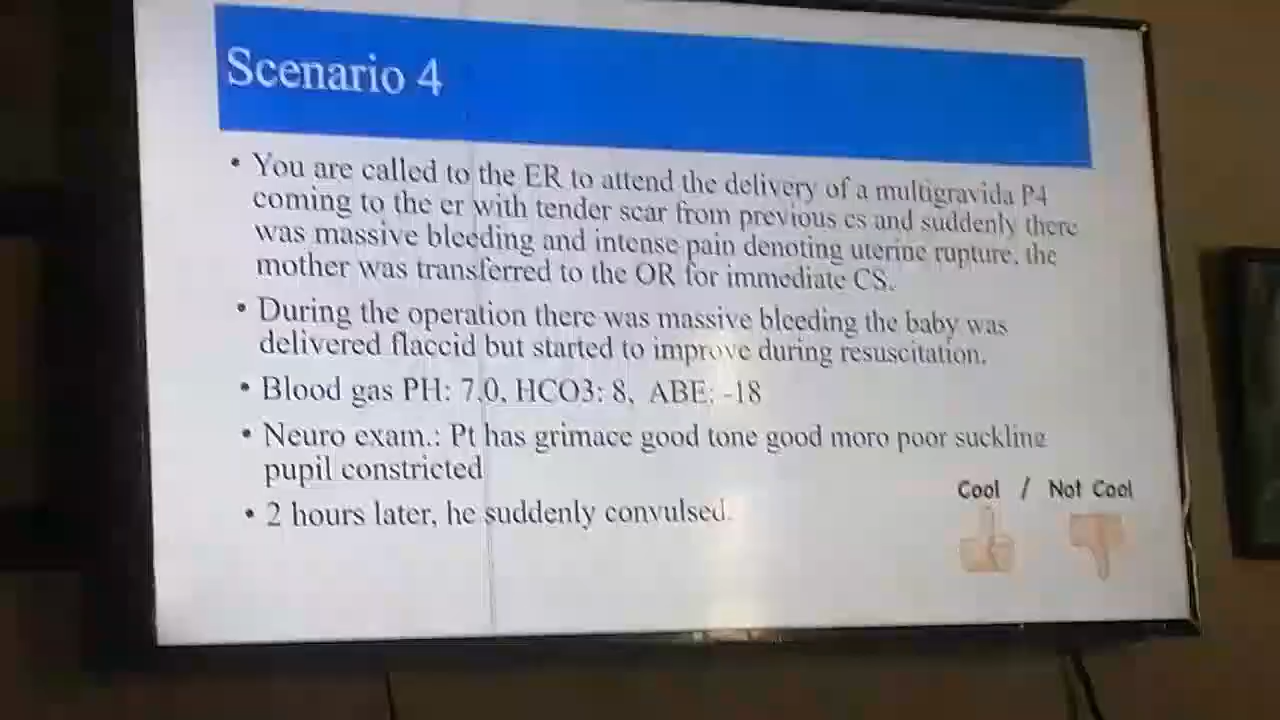 Scenario 4
• You are called to the ER to attend the delivery of a multigravida P4
coming to the er with tender scar from previous cs and suddenly there
was massive bleeding and intense pain denoting uterine rupture, the
mother was transferred to the OR for immediate CS.
• During the operation there was massive bleeding the baby was
delivered flaccid but started to improve during resuscitation.
• Blood gas PH: 7.0, HCO3: 8, ABE: -18
• Neuro exam.: Pt has grimace good tone good moro poor suckling
pupil constricted
• 2 hours later, he suddenly convulsed.
Cool / Not Cool